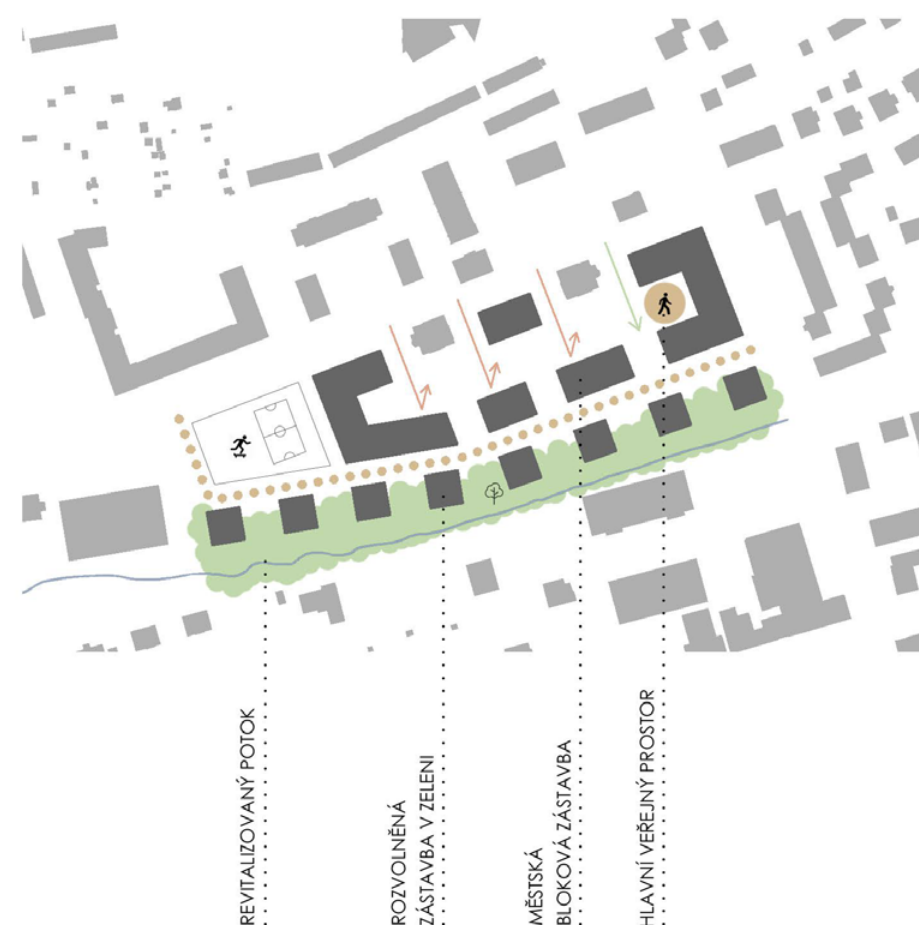 REVITALIZOVANÝ POTOK
ROZVOLNĚNÁ
ZÁSTAVBA V ZELENI
MĚSTSKÁ
BLOKOVÁ ZÁSTAVBA
HLAVNÍ VEŘEJNÝ PROSTOR